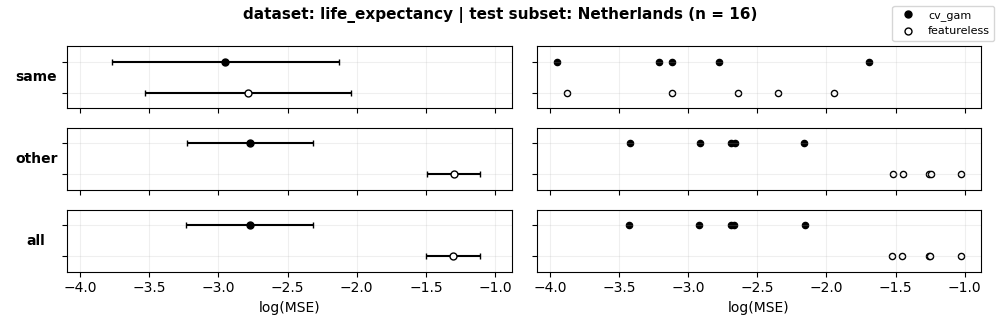 dataset: life_expectancy | test subset: Netherlands (n = 16)
cv_gam
featureless
same
other
all
−4.0 −3.5 −3.0 −2.5 −2.0 −1.5 −1.0
−4.0 −3.5 −3.0 −2.5 −2.0 −1.5 −1.0
log(MSE)
log(MSE)